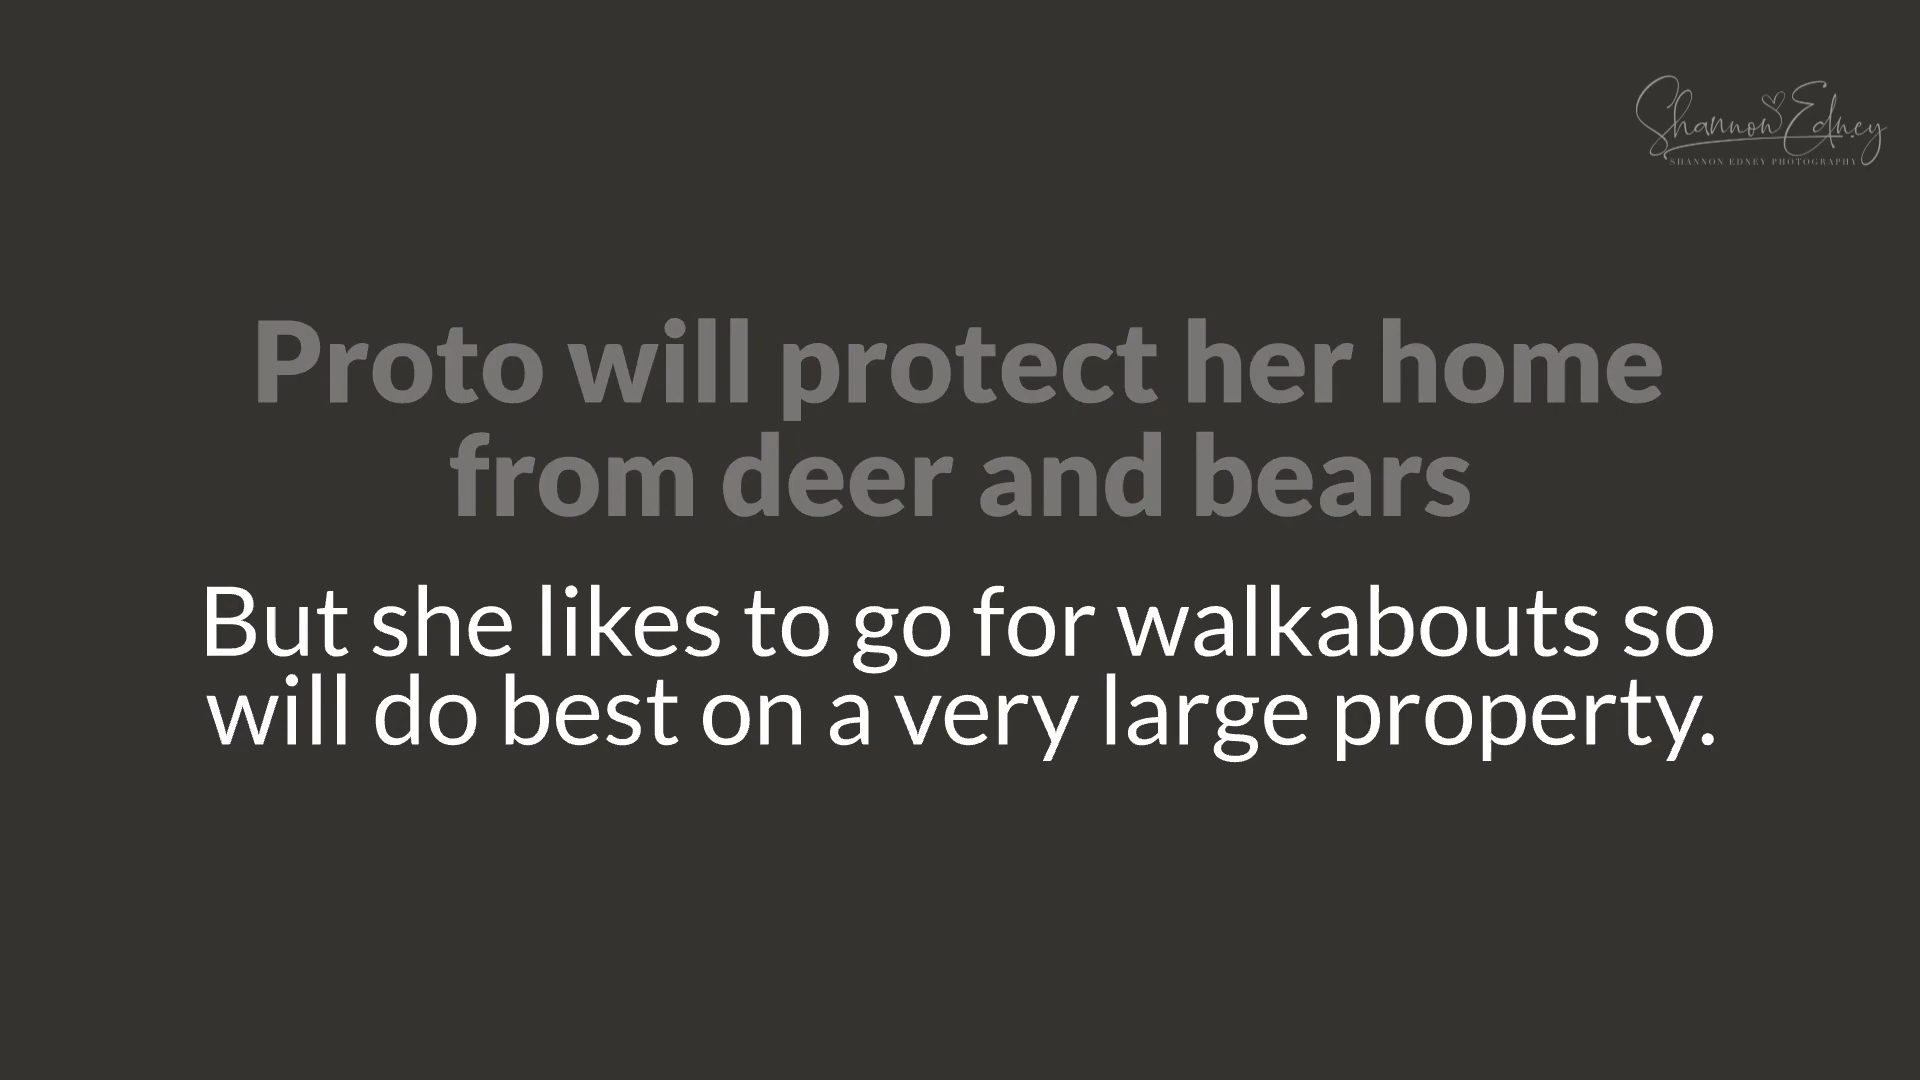 Shannon Edney
SHANNON EDNEY PHOTOGRAPHY
Proto will protect her home
from deer and bears
But she likes to go for walkabouts so
will do best on a very large property.